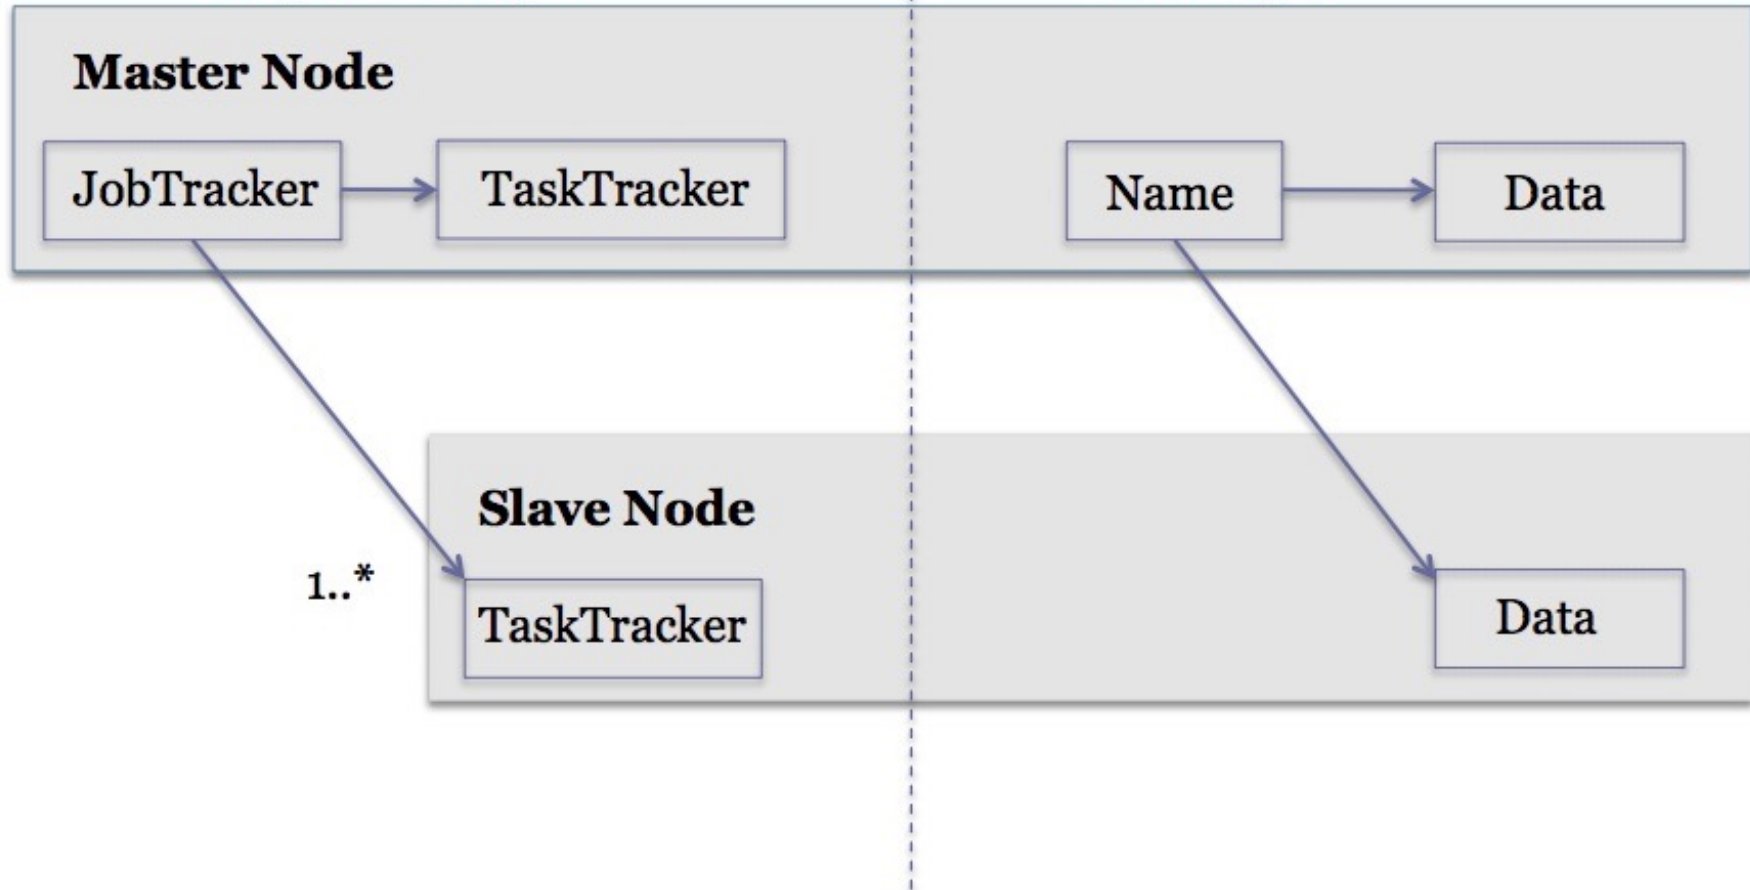 Master Node
JobTracker
TaskTracker
Name
Data
Slave Node
1..*
TaskTracker
Data